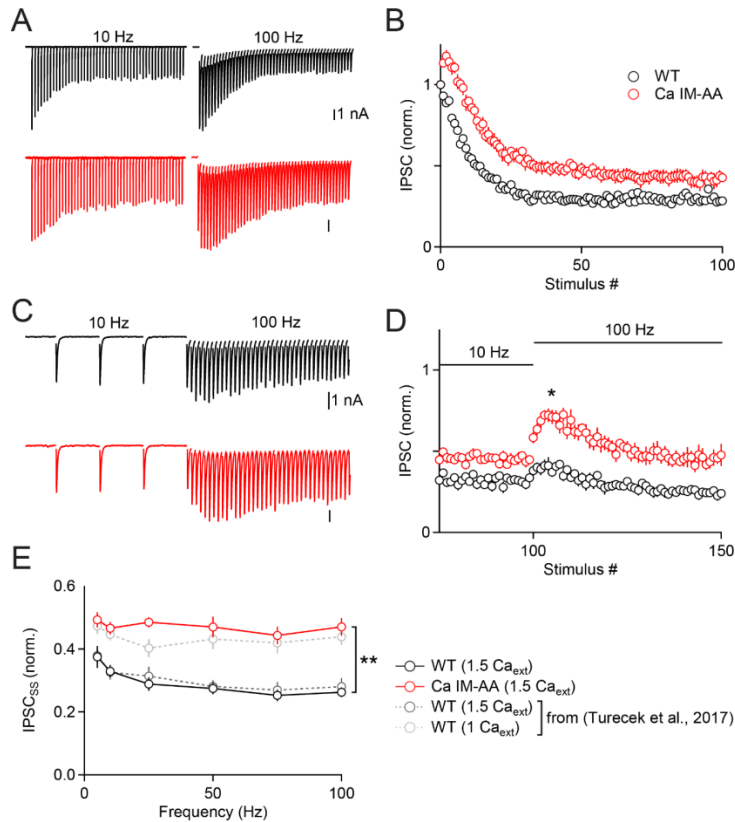 A
10 Hz
100 Hz
1 nA
B
IPSC (norm.)
1
0
WT
Ca IM-AA
0
50
100
Stimulus #
C
10 Hz
100 Hz
1 nA
D
IPSC (norm.)
1
0
10 Hz
100 Hz
*
100
150
Stimulus #
E
IPSCSS (norm.)
0.6
0.4
0.2
0.0
0
50
100
Frequency (Hz)
**
WT (1.5 Caext)
Ca IM-AA (1.5 Caext)
WT (1.5 Caext)
WT (1 Caext)
from (Turecek et al., 2017)